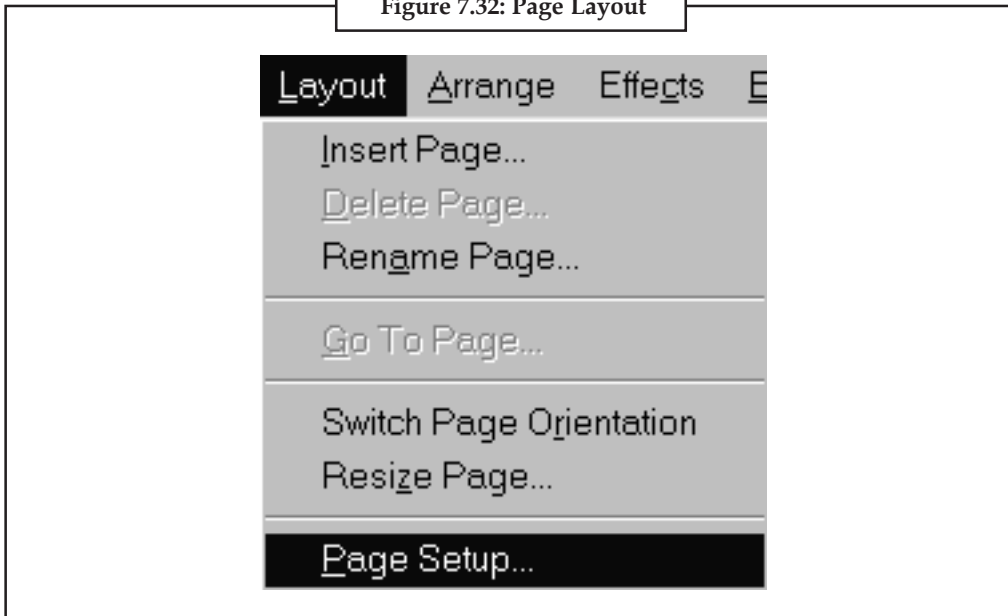 Figure 7.32: Page Layout
Layout Arrange Effects
Insert Page...
Delete Page...
Rename Page...
Go To Page...
Switch Page Orientation
Resize Page...
Page Setup...